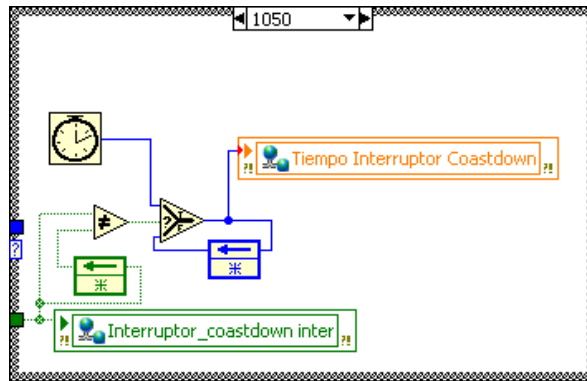 1050
Tiempo Interruptor Coastdown
?!
?!
?
T
F
≠
?
Interruptor_coastdown inter
?!
?!